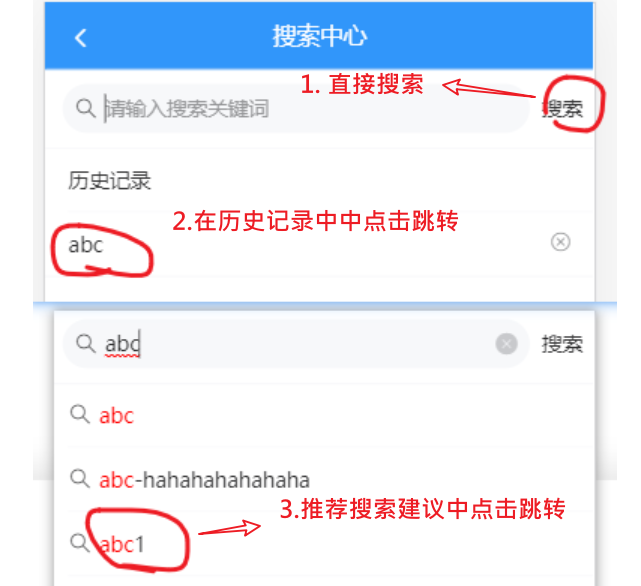 搜索中心
1. 直接搜索
请输入搜索关键词 搜索
历史记录
2.在历史记录中中点击跳转
abc
abc 搜索
abc
abc-hahahahahahaha
3.推荐搜索建议中点击跳转
abc1